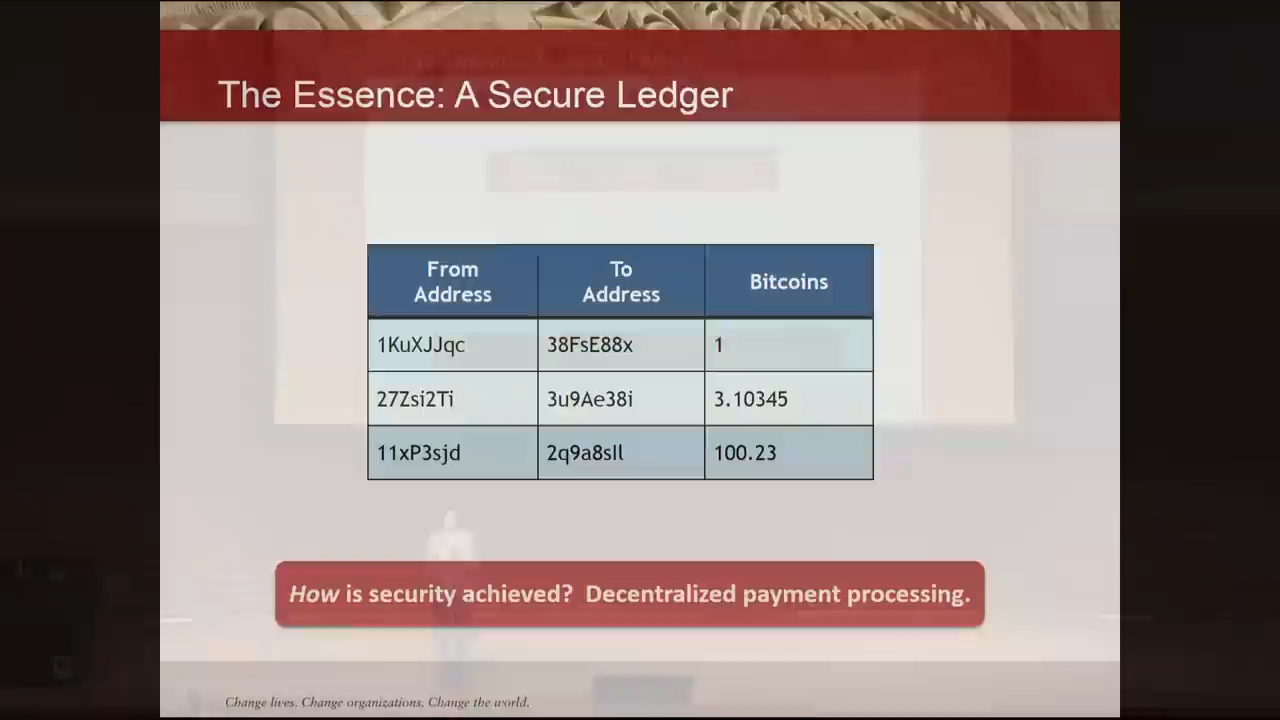 The Essence: A Secure Ledger
From
Address
To
Address
Bitcoins
1KuXJJqc 38FsE88x 1
27Zsi2Ti 3u9Ae38i 3.10345
11xP3sjd 2q9a8sIl 100.23
How is security achieved? Decentralized payment processing.
Change lives. Change organizations. Change the world.